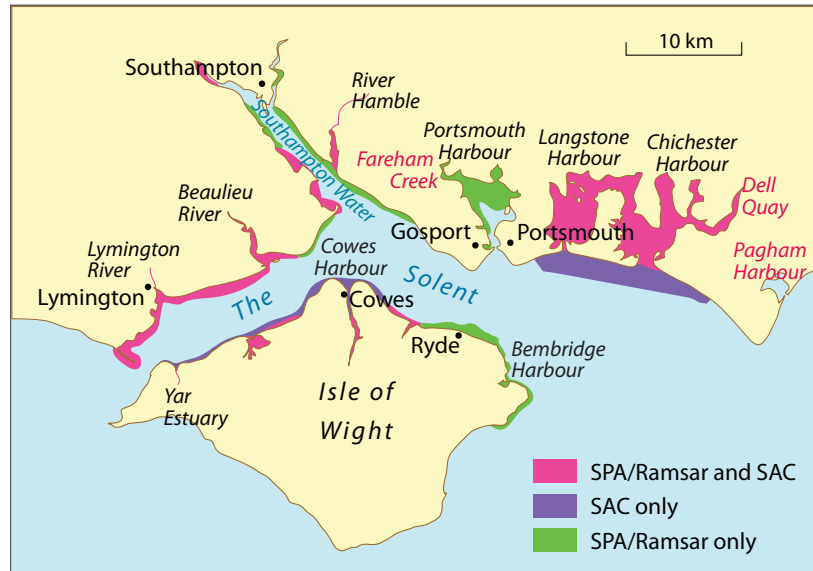 10 km
Southampton
River
Hamble
Southampton Water
Portsmouth
Harbour
Langstone
Harbour
Chichester
Harbour
Fareham
Creek
Dell
Quay
Beaulieu
River
Gosport
Portsmouth
Pagham
Harbour
Lymington
River
Cowes
Harbour
Lymington
The Solent
Cowes
Ryde
Bembridge
Harbour
Yar
Estuary
Isle of
Wight
SPA/Ramsar and SAC
SAC only
SPA/Ramsar only